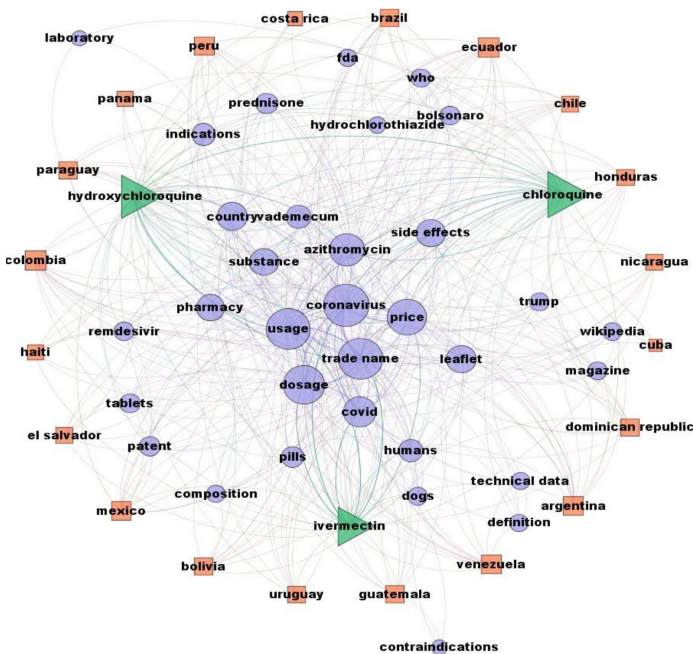 costa rica
brazil
laboratory
peru
ecuador
fda
who
panama
prednisone
chile
bolsonaro
hydrochlorothiazide
indications
paraguay
honduras
hydroxychloroquine
chloroquine
country
vademecum
side effects
azithromycin
colombia
substance
nicaragua
pharmacy
coronavirus
trump
price
remdesivir
usage
wikipedia
haiti
cuba
trade name
leaflet
magazine
dosage
tablets
covid
dominican republic
el salvador
patent
humans
pills
technical data
composition
dogs
mexico
argentina
ivermectin
definition
bolivia
venezuela
uruguay
guatemala
contraindications